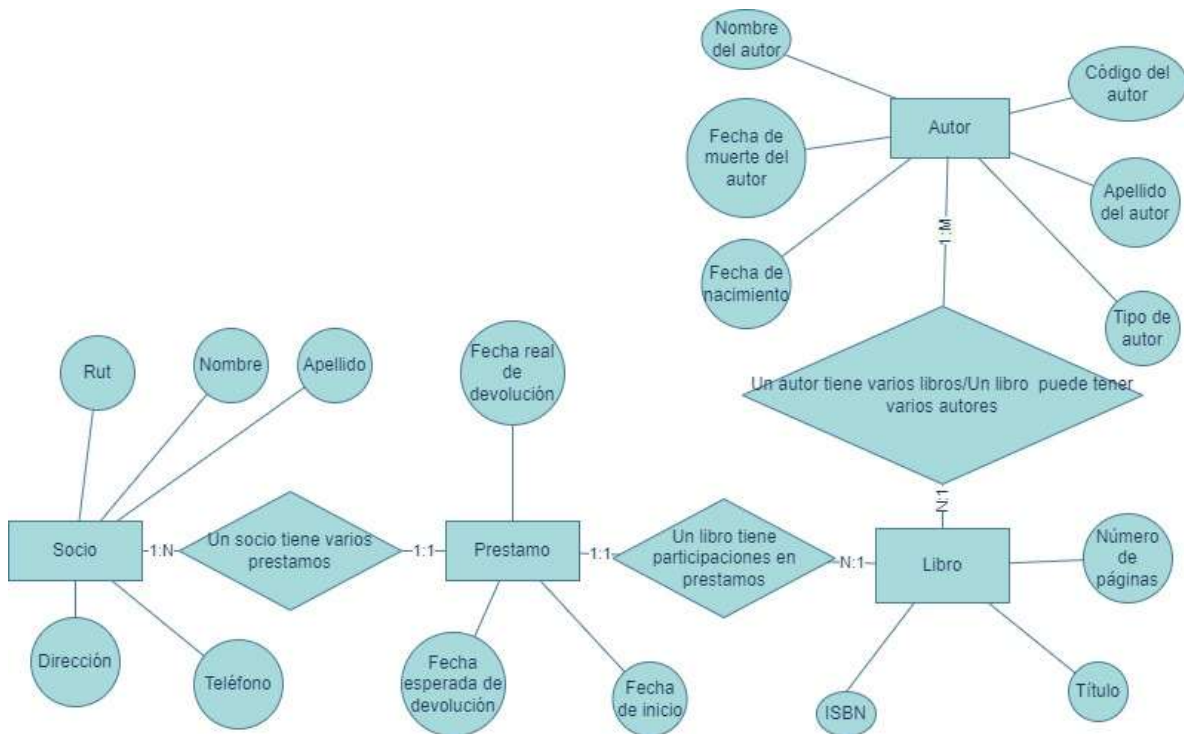 Nombre
del autor
Código del
autor
Autor
Fecha de
muerte del
autor
Apellido
del autor
1:M
Fecha de
nacimiento
Tipo de
autor
Un autor tiene varios libros/Un libro puede tener
varios autores
N:1
Rut
Nombre
Apellido
Fecha real
de
devolución
Socio
1:N
Un socio tiene varios
prestamos
1:1
Prestamo
1:1
Un libro tiene
participaciones en
prestamos
N:1
Libro
Número
de
páginas
Dirección
Teléfono
Fecha
esperada de
devolución
Fecha
de inicio
ISBN
Título